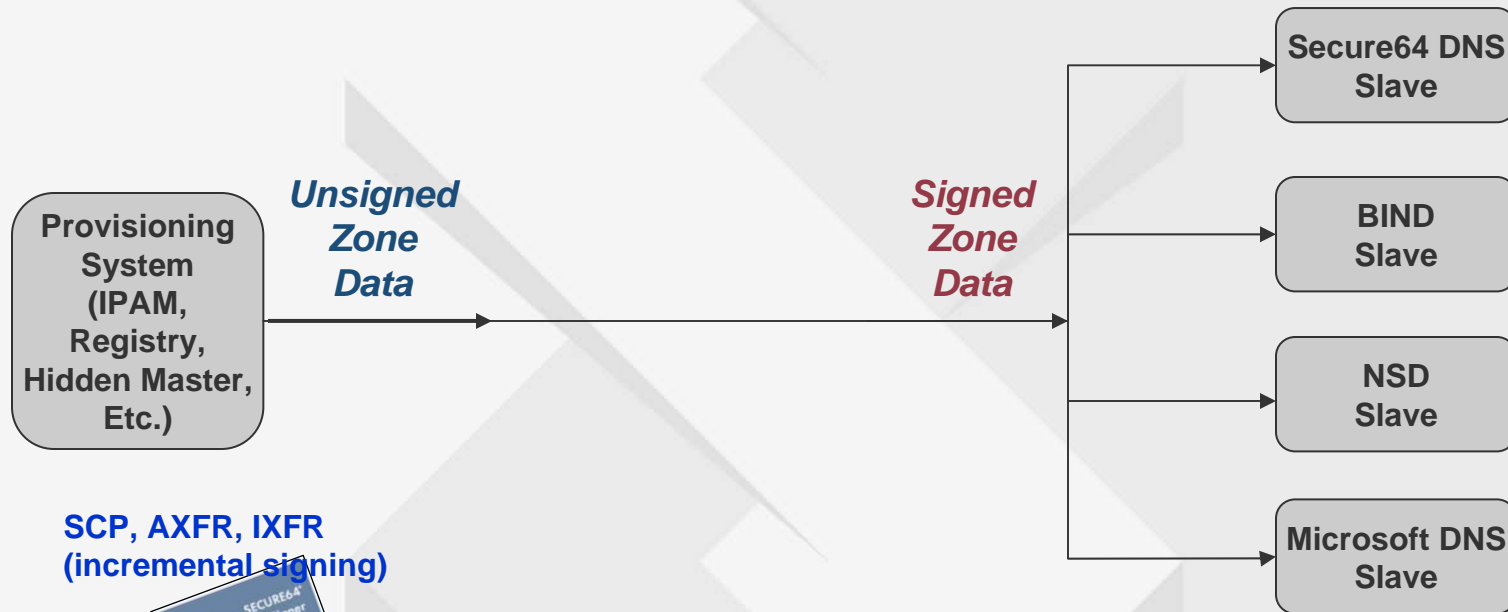 Provisioning
System
(IPAM,
Registry,
Hidden Master,
Etc.)
Unsigned
Zone
Data
Signed
Zone
Data
Secure64 DNS
Slave
BIND
Slave
NSD
Slave
Microsoft DNS
Slave
SCP, AXFR, IXFR
(incremental signing)
SECURE64